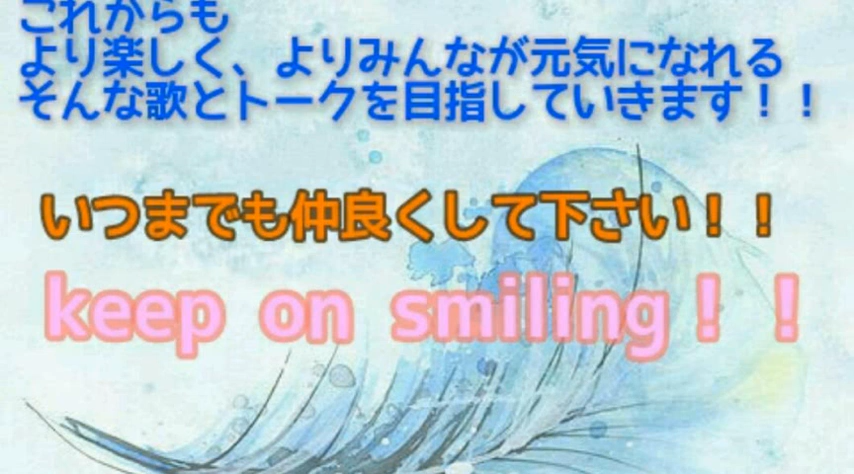 これからも
より楽しく、よりみんなが元気になれる
そんな歌とトークを目指していきます！！
いつまでも仲良くして下さい！！
keep on smiling！！